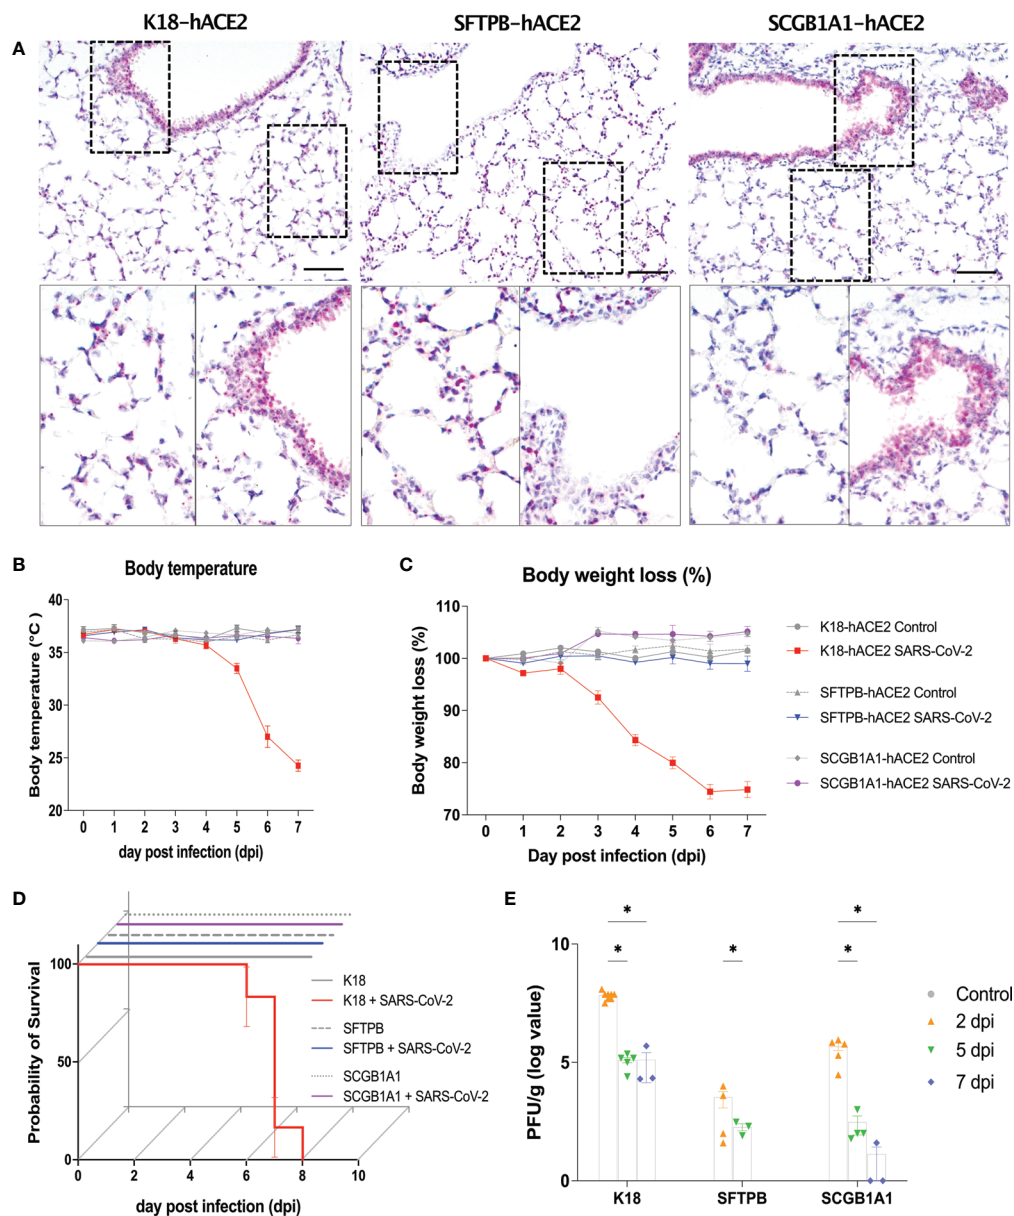 K18-hACE2 SFTPB-hACE2 SCGB1A1-hACE2
A
B
Body temperature
Body temperature (°C )
40
35
30
25
20
0 1 2 3 4 5 6 7
day post infection (dpi)
C
Body weight loss (%)
Body weight loss (%)
110
100
90
80
70
0 1 2 3 4 5 6 7
Day post infection (dpi)
K18-hACE2 Control
K18-hACE2 SARS-CoV-2
SFTPB-hACE2 Control
SFTPB-hACE2 SARS-CoV-2
SCGB1A1-hACE2 Control
SCGB1A1-hACE2 SARS-CoV-2
D
Probability of Survival
100
50
0
0 2 4 6 8 10
day post infection (dpi)
K18
K18 + SARS-CoV-2
SFTPB
SFTPB + SARS-CoV-2
SCGB1A1
SCGB1A1 + SARS-CoV-2
E
PFU/g (log value)
10
5
0
* * * * *
K18 SFTPB SCGB1A1
Control
2 dpi
5 dpi
7 dpi